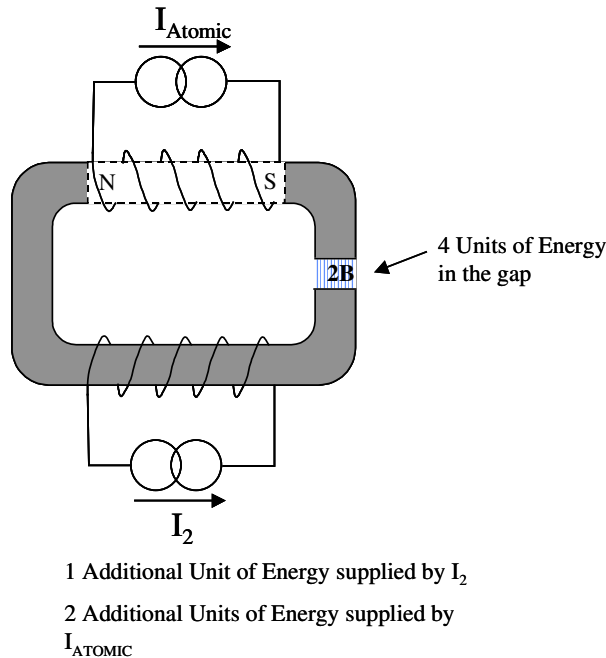 I Atomic
N S
2B
4 Units of Energy
in the gap
I2
1 Additional Unit of Energy supplied by I2
2 Additional Units of Energy supplied by
IATOMIC